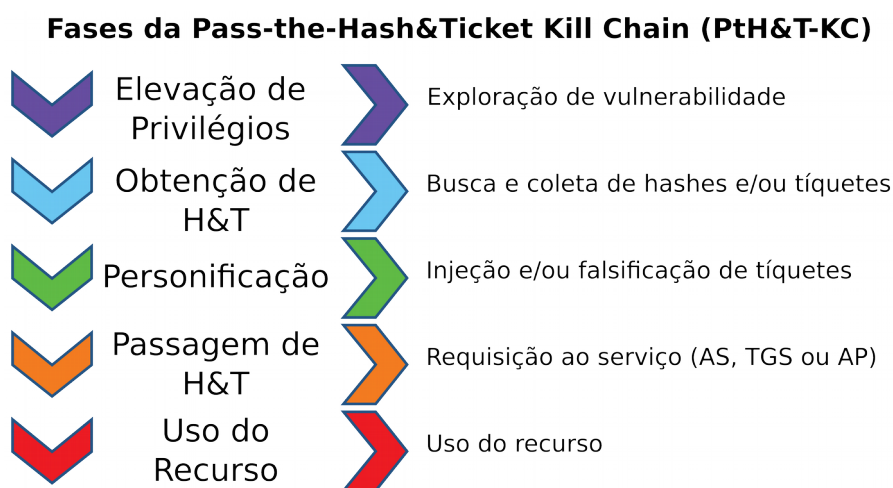 Fases da Pass-the-Hash&Ticket Kill Chain (PtH&T-KC)
Elevação de
Privilégios
Exploração de vulnerabilidade
Obtenção de
H&T
Busca e coleta de hashes e/ou tíquetes
Personificação
Injeção e/ou falsificação de tíquetes
Passagem de
H&T
Requisição ao serviço (AS, TGS ou AP)
Uso do
Recurso
Uso do recurso